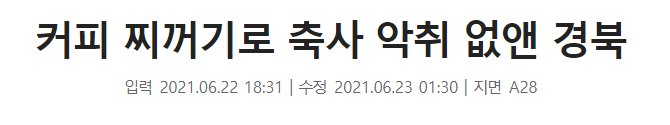 커피 찌꺼기로 축사 악취 없앤 경북
입력 2021.06.22 18:31 | 수정 2021.06.23 01:30 | 지면 A28